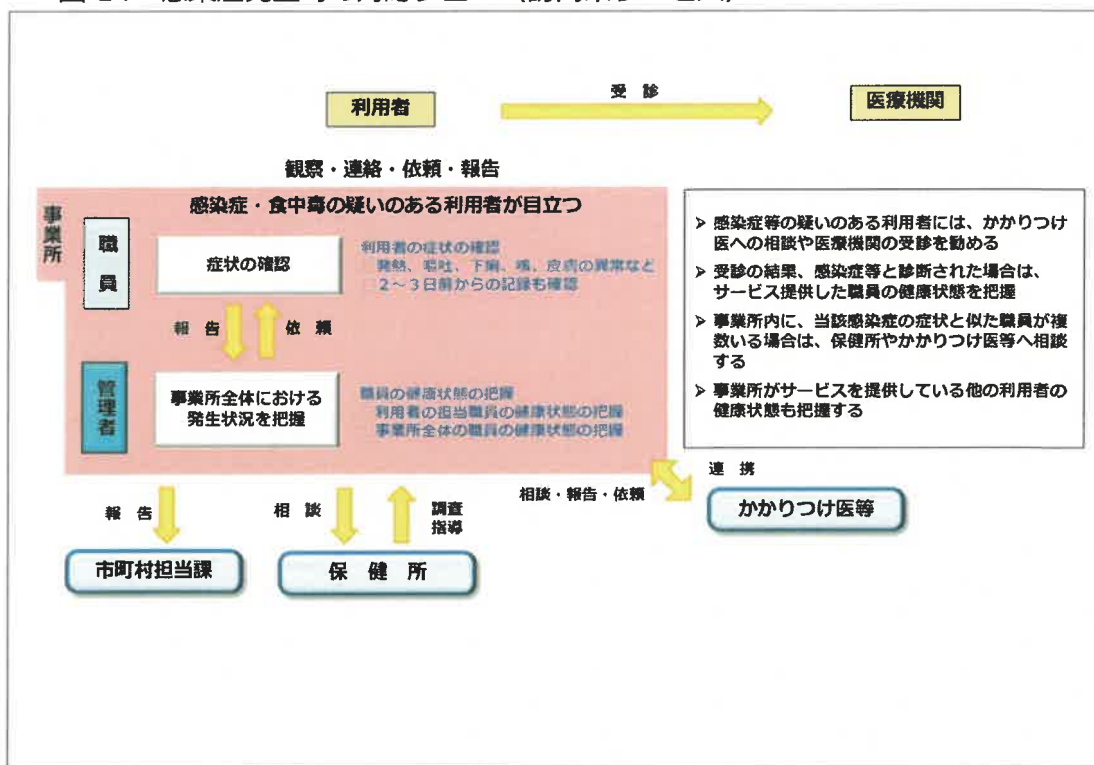 利用者
受 診
医療機関
観察・連絡・依頼・報告
事業所
感染症・食中毒の疑いのある利用者が目立つ
職員
症状の確認
利用者の症状の確認
発熱、嘔吐、下痢、咳、皮膚の異常など
2～3日前からの記録も確認
報 告
依 頼
管理者
事業所全体における
発生状況を把握
職員の健康状態の把握
利用者の担当職員の健康状態の把握
事業所全体の職員の健康状態の把握
➢ 感染症等の疑いのある利用者には、かかりつけ
医への相談や医療機関の受診を勧める
➢ 受診の結果、感染症等と診断された場合は、
サービス提供した職員の健康状態を把握
➢ 事業所内に、当該感染症の症状と似た職員が複
数いる場合は、保健所やかかりつけ医等へ相談
する
➢ 事業所がサービスを提供している他の利用者の
健康状態も把握する
報 告
相 談
調査
指導
相談・報告・依頼
連 携
かかりつけ医等
市町村担当課
保 健 所